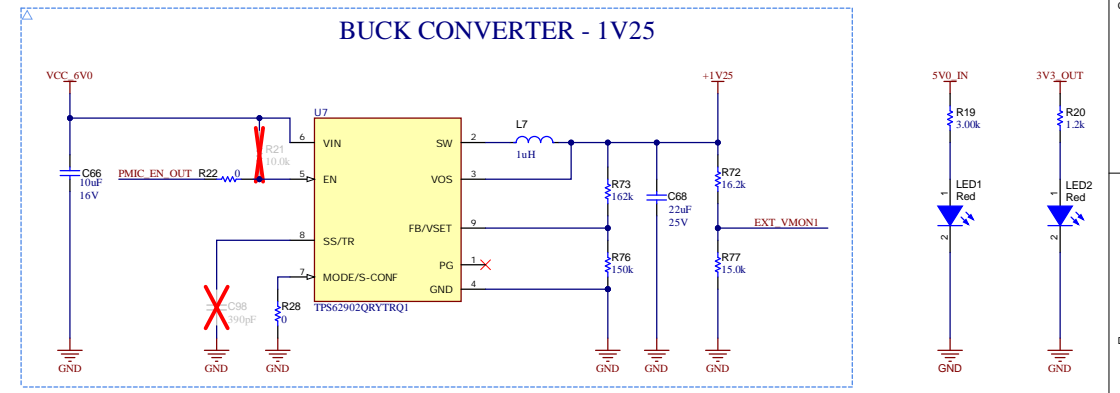 BUCK CONVERTER - 1V25
VCC_6V0
+1V25
5V0_IN
3V3_OUT
U7
R19
3.00k
R20
1.2k
L7
1uH
6
VIN
SW
2
R21
10.0k
C66
10uF
16V
PMIC_EN_OUT
R22
0
5
EN
VOS
3
R73
162k
C68
22uF
25V
R72
16.2k
LED1
Red
1
2
LED2
Red
1
2
8
SS/TR
FB/VSET
9
EXT_VMON1
7
MODE/S-CONF
PG
1
GND
4
R76
150k
R77
15.0k
C98
390pF
R28
0
TPS62902QRYTRQ1
GND
GND
GND
GND
GND
GND
GND
GND